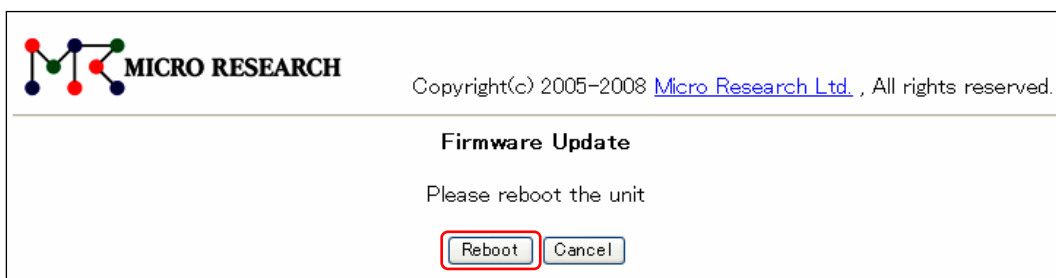 MICRO RESEARCH
Copyright(c) 2005-2008 Micro Research Ltd. , All rights reserved.
Firmware Update
Please reboot the unit
Reboot Cancel